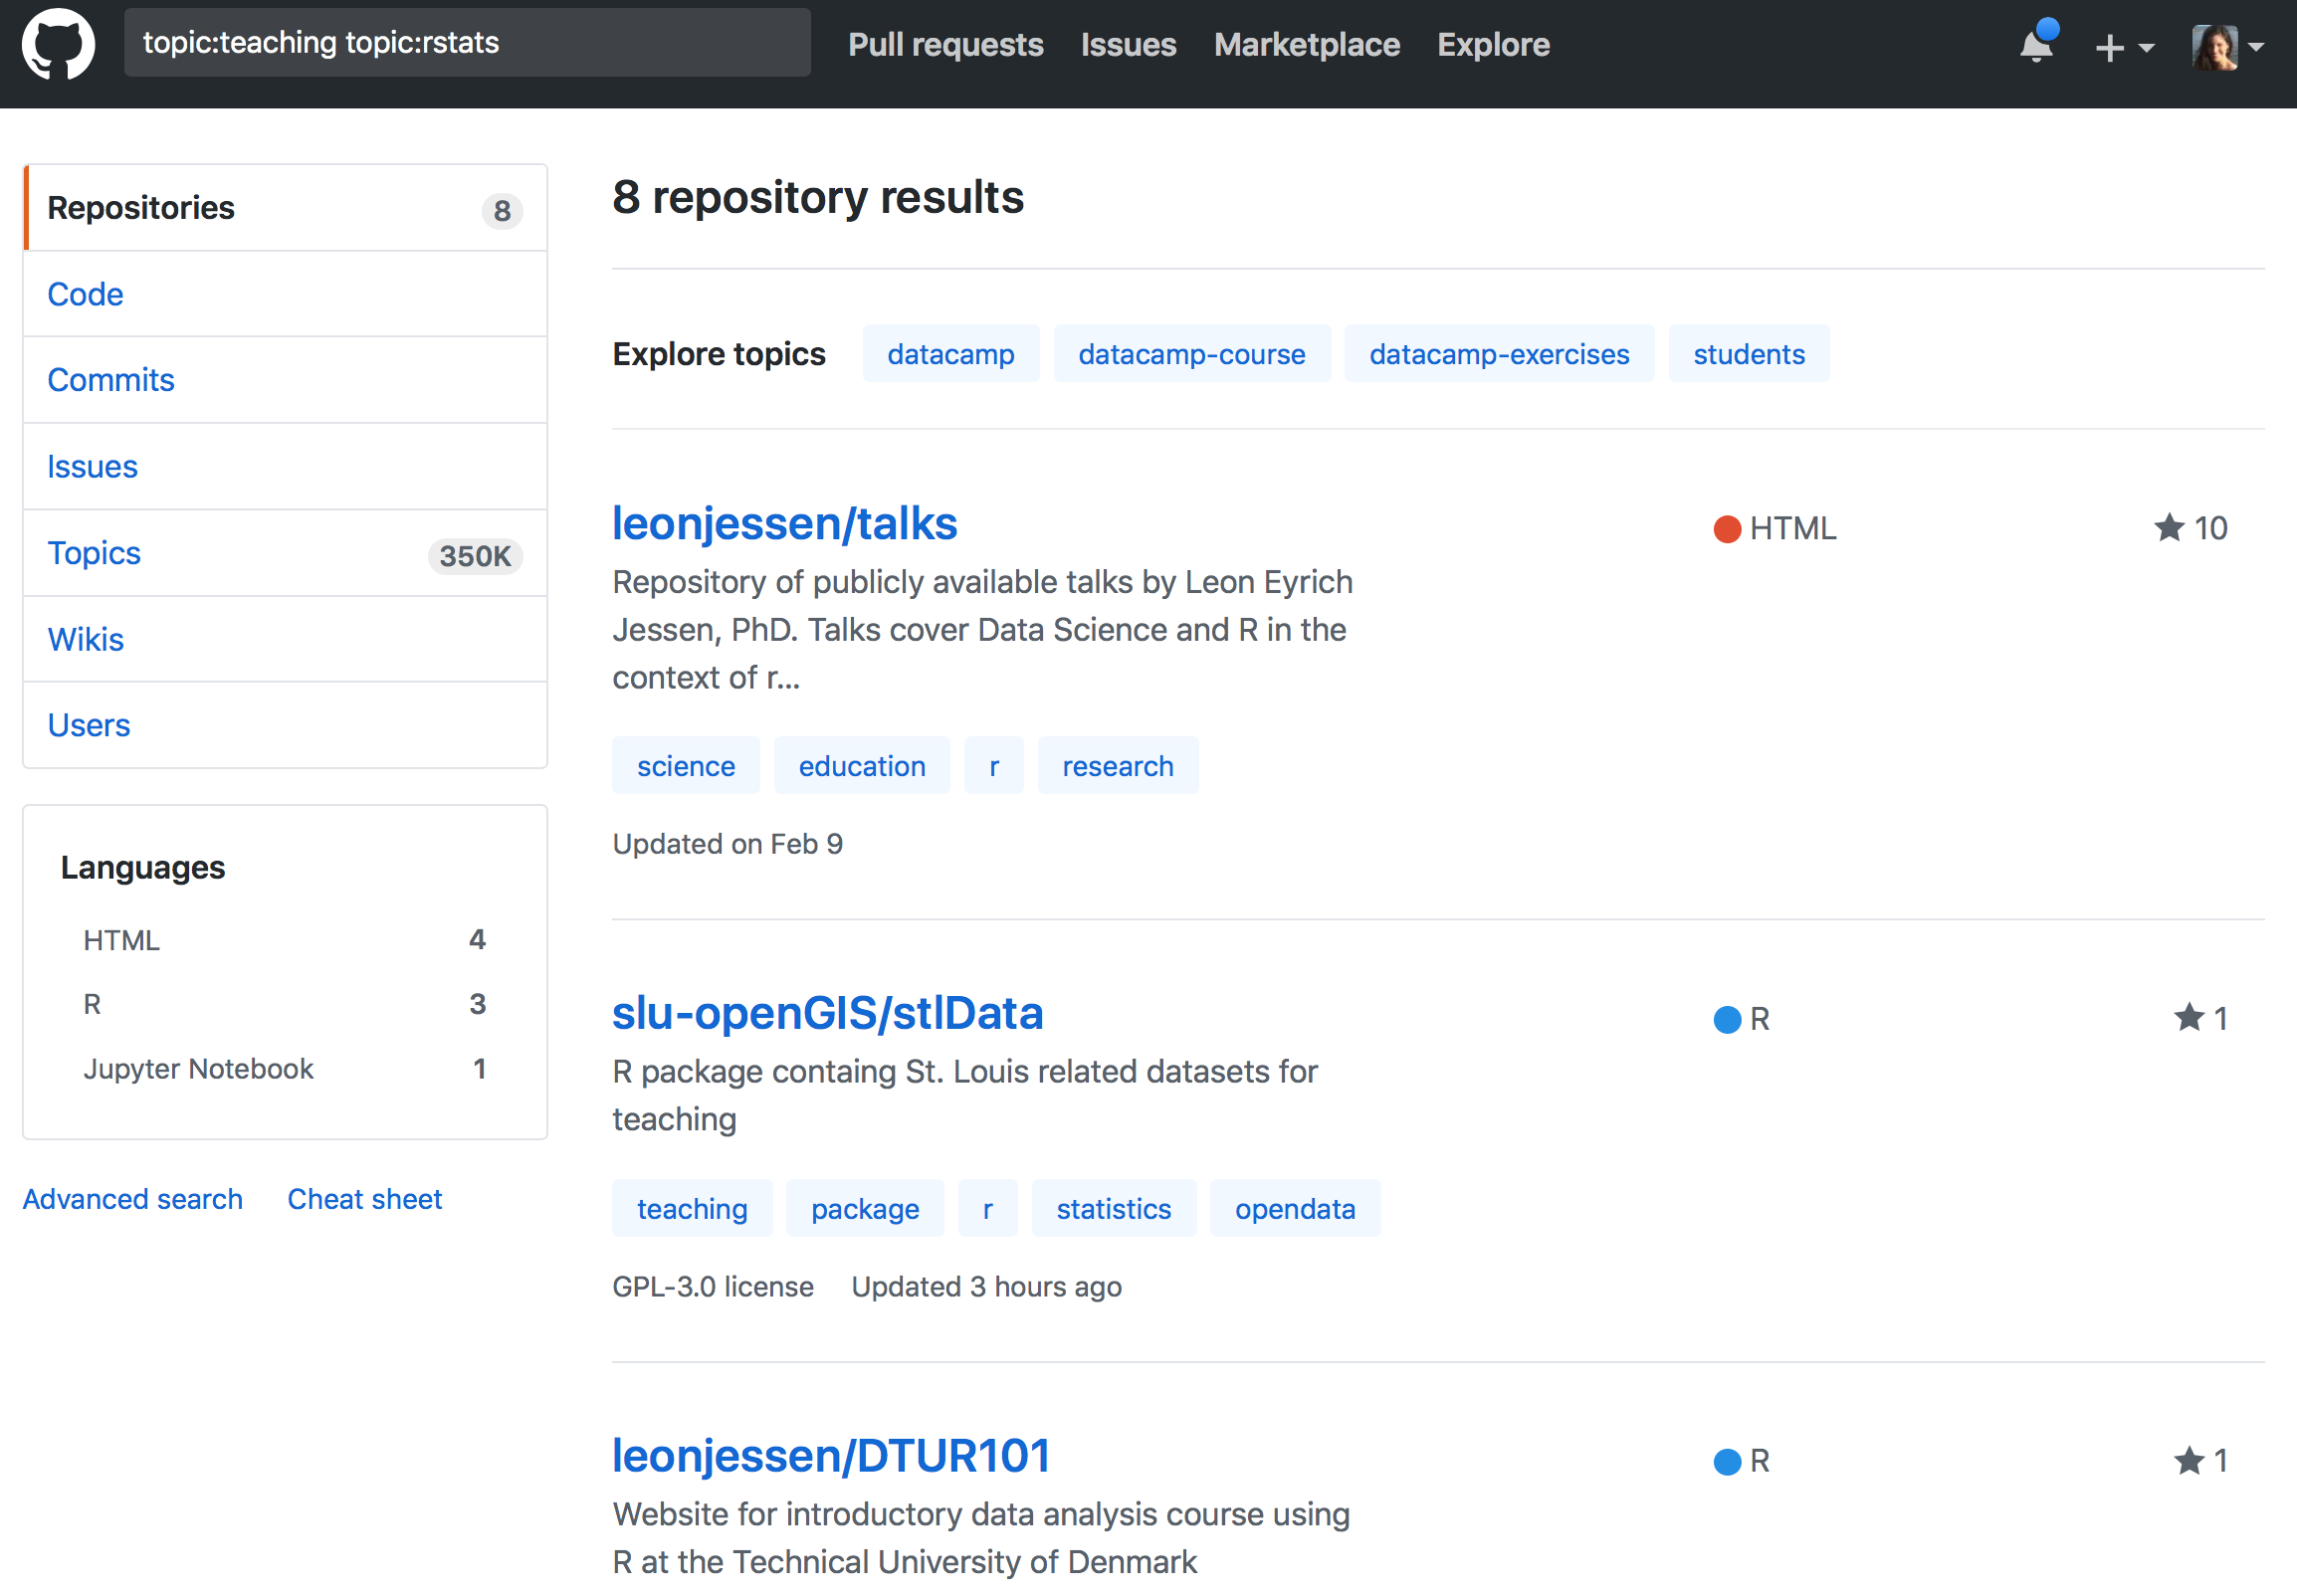 topic:teaching topic:rstats
Pull requests Issues Marketplace Explore
Repositories 8
Code
Commits
Issues
Topics 350K
Wikis
Users
Languages
HTML 4
R 3
Jupyter Notebook 1
Advanced search Cheat sheet
8 repository results
Explore topics datacamp datacamp-course datacamp-exercises students
leonjessen/talks HTML 10
Repository of publicly available talks by Leon Eyrich
Jessen, PhD. Talks cover Data Science and R in the
context of r...
science education r research
Updated on Feb 9
slu-openGIS/stlData R 1
R package containg St. Louis related datasets for
teaching
teaching package r statistics opendata
GPL-3.0 license Updated 3 hours ago
leonjessen/DTUR101 R 1
Website for introductory data analysis course using
R at the Technical University of Denmark